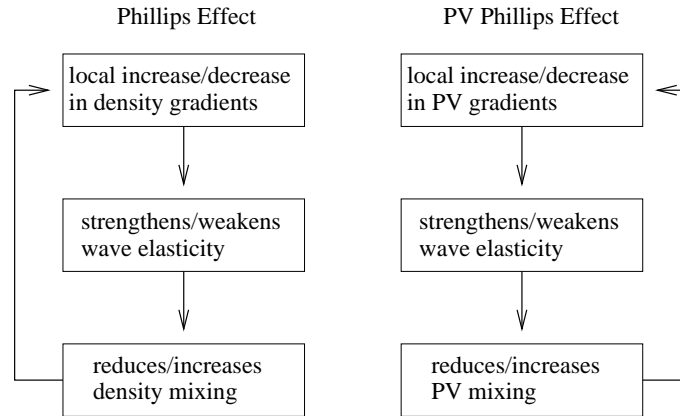 Phillips Effect
local increase/decrease
in density gradients
strengthens/weakens
wave elasticity
reduces/increases
density mixing
PV Phillips Effect
local increase/decrease
in PV gradients
strengthens/weakens
wave elasticity
reduces/increases
PV mixing